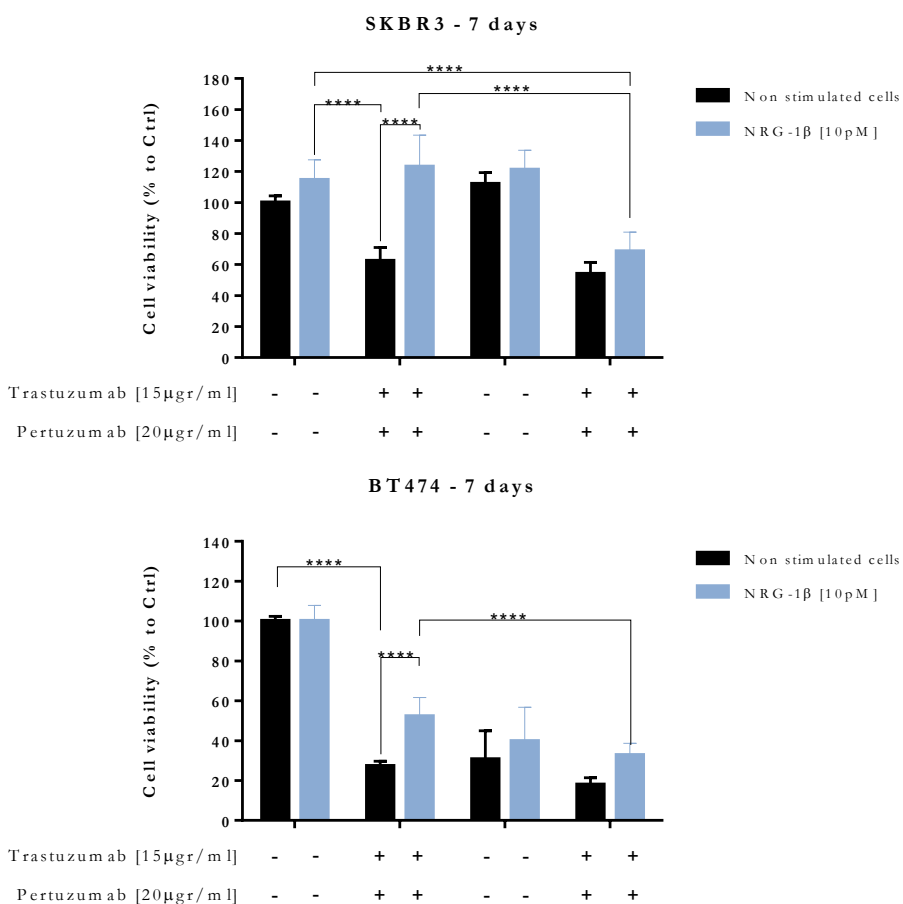 SKBR3 - 7 days
****
****
****
****
Non stimulated cells
NRG-1β [10pM]
Cell viability (% to Ctrl)
180
160
140
120
100
80
60
40
20
0
Trastuzumab [15µgr/ml] - - + + - - + +
Pertuzumab [20µgr/ml] - - + + - - + +
BT474 - 7 days
****
****
****
Non stimulated cells
NRG-1β [10pM]
Cell viability (% to Ctrl)
140
120
100
80
60
40
20
0
Trastuzumab [15µgr/ml] - - + + - - + +
Pertuzumab [20µgr/ml] - - + + - - + +